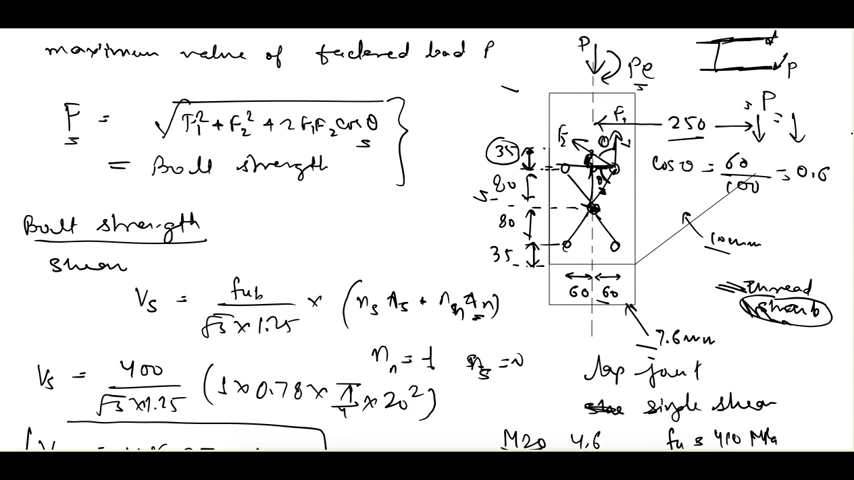 maximum value of factored load P
P = √(F₁² + F₂² + 2F₁F₂ cos θ)
= Bolt strength
Bolt strength
shear
Vs = fub / (√3 × 1.25) × (ns As + nn An)
nn = 1 ns = 0
Vs = 400 / (√3 × 1.25) (1 × 0.78 × π/4 × 20²)
P
Pe
P
F₁
F₂
θ
250
P
35
80
80
35
60 60
cos θ = 60 / 100 = 0.6
10mm
7.6mm
thread
shank
lap joint
single shear
M20 4.6 fu = 410 MPa